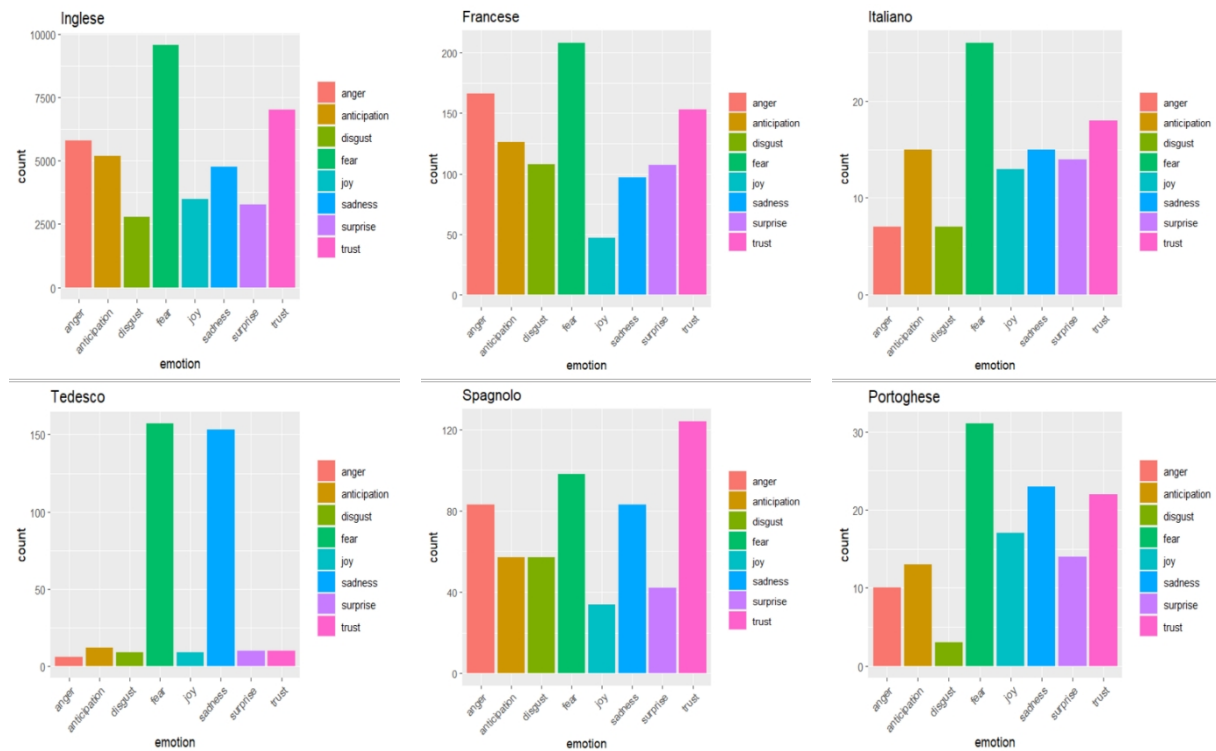 Inglese
10000
7500
5000
2500
0
count
anger
anticipation
disgust
fear
joy
sadness
surprise
trust
emotion
anger
anticipation
disgust
fear
joy
sadness
surprise
trust
Francese
200
150
100
50
0
count
anger
anticipation
disgust
fear
joy
sadness
surprise
trust
emotion
anger
anticipation
disgust
fear
joy
sadness
surprise
trust
Italiano
20
10
0
count
anger
anticipation
disgust
fear
joy
sadness
surprise
trust
emotion
anger
anticipation
disgust
fear
joy
sadness
surprise
trust
Tedesco
150
100
50
0
count
anger
anticipation
disgust
fear
joy
sadness
surprise
trust
emotion
anger
anticipation
disgust
fear
joy
sadness
surprise
trust
Spagnolo
120
80
40
0
count
anger
anticipation
disgust
fear
joy
sadness
surprise
trust
emotion
anger
anticipation
disgust
fear
joy
sadness
surprise
trust
Portoghese
30
20
10
0
count
anger
anticipation
disgust
fear
joy
sadness
surprise
trust
emotion
anger
anticipation
disgust
fear
joy
sadness
surprise
trust